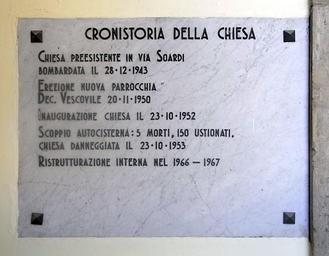 CRONISTORIA DELLA CHIESA
CHIESA PREESISTENTE IN VIA SOARDI
BOMBARDATA IL 28-12-1943
EREZIONE NUOVA PARROCCHIA
DEC. VESCOVILE 20-11-1950
INAUGURAZIONE CHIESA IL 23-10-1952
SCOPPIO AUTOCISTERNA: 5 MORTI, 150 USTIONATI,
CHIESA DANNEGGIATA IL 23-10-1953
RISTRUTTURAZIONE INTERNA NEL 1966 — 1967